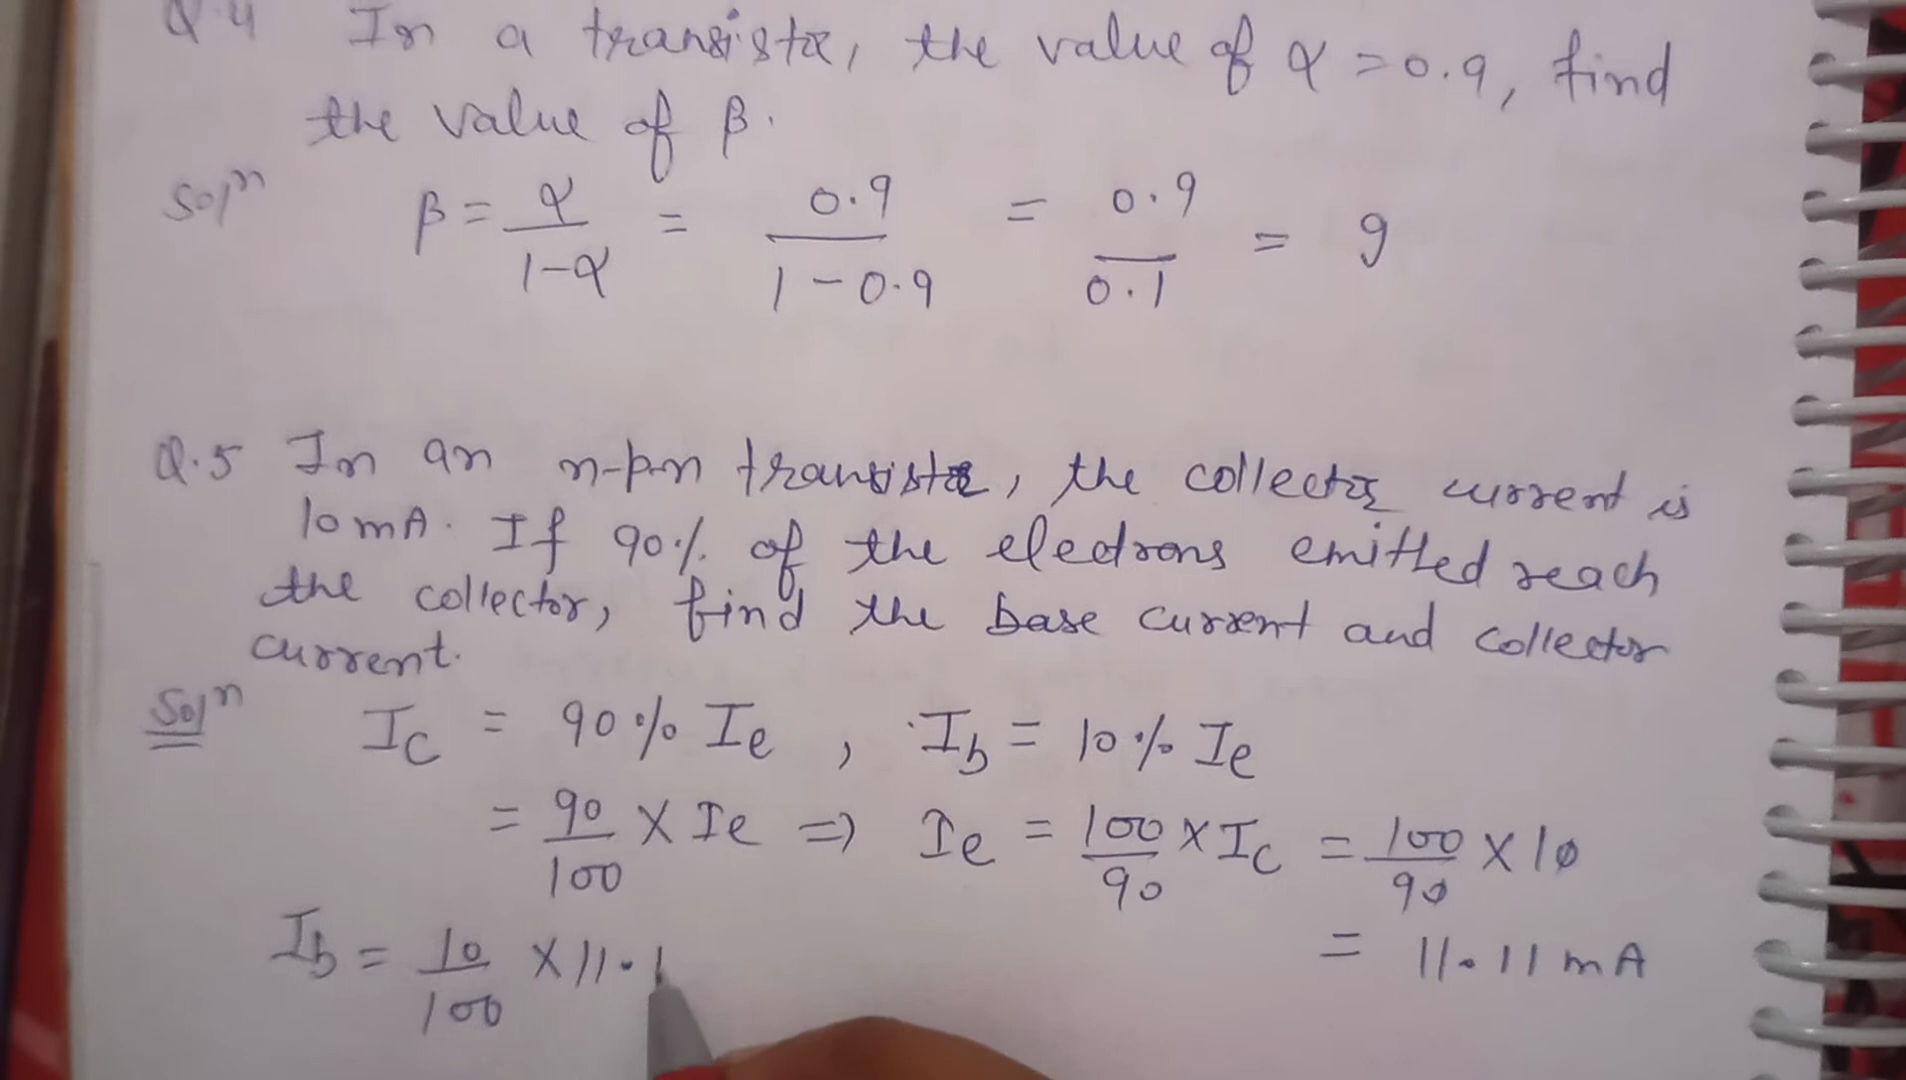 Q.4 In a transistor, the value of α = 0.9, find
the value of β.
Solⁿ β = α/1-α = 0.9/1-0.9 = 0.9/0.1 = 9
Q.5 In an n-p-n transistor, the collector current is
10mA. If 90% of the electrons emitted reach
the collector, find the base current and collector
current.
Solⁿ Ic = 90% Ie, Ib = 10% Ie
= 90/100 × Ie ⇒ Ie = 100/90 × Ic = 100/90 × 10
Ib = 10/100 × 11.1 = 11.11 mA